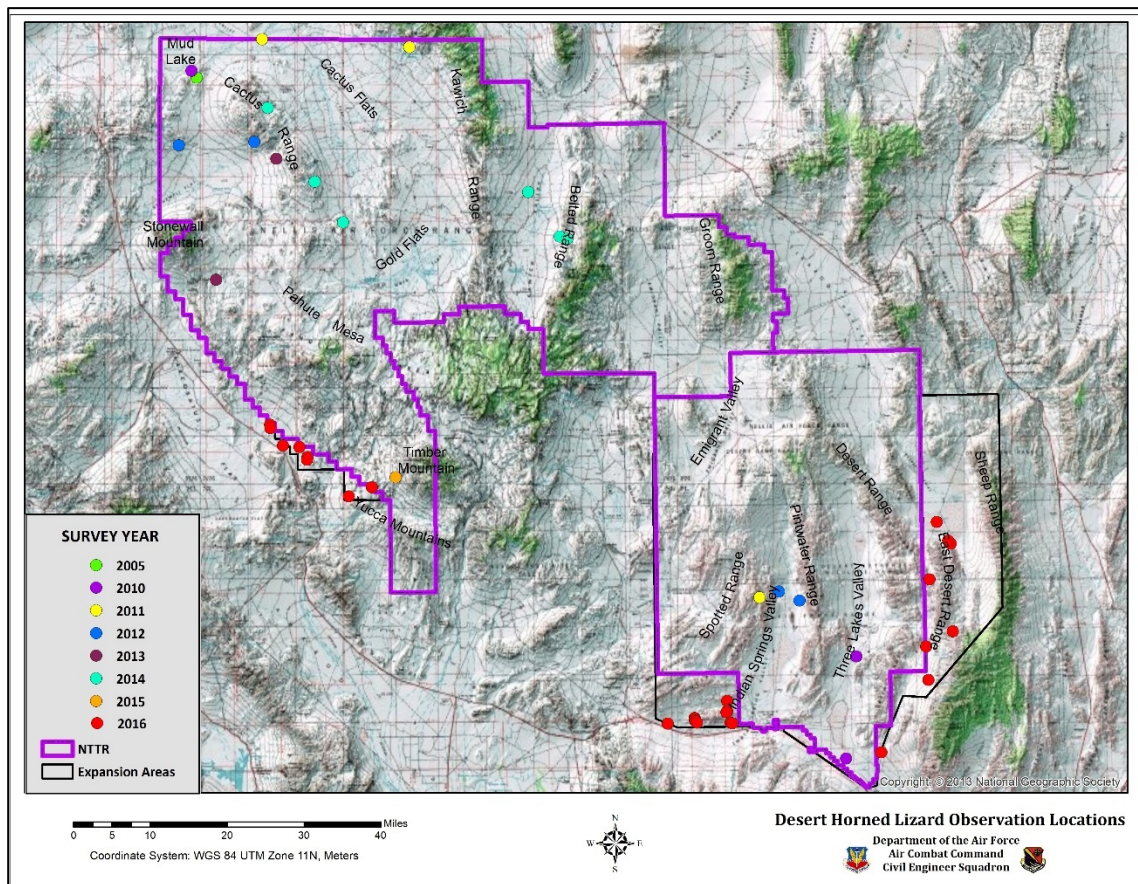 Mud
Lake
Cactus
Range
Cactus Flats
Kawich
Range
Belted Range
Stonewall
Mountain
NELLIS AIR FORCE RANGE
Gold Flats
Groom Range
Pahute Mesa
Emigrant Valley
Timber
Mountain
Yucca Mountains
Desert Range
Sheep Range
Pintwater Range
East Desert Range
Spotted Range
Indian Springs Valley
Three Lakes Valley
SURVEY YEAR
2005
2010
2011
2012
2013
2014
2015
2016
NTTR
Expansion Areas
Copyright: © 2013 National Geographic Society
Miles
0 5 10 20 30 40
Coordinate System: WGS 84 UTM Zone 11N, Meters
N
W E
S
Desert Horned Lizard Observation Locations
Department of the Air Force
Air Combat Command
Civil Engineer Squadron